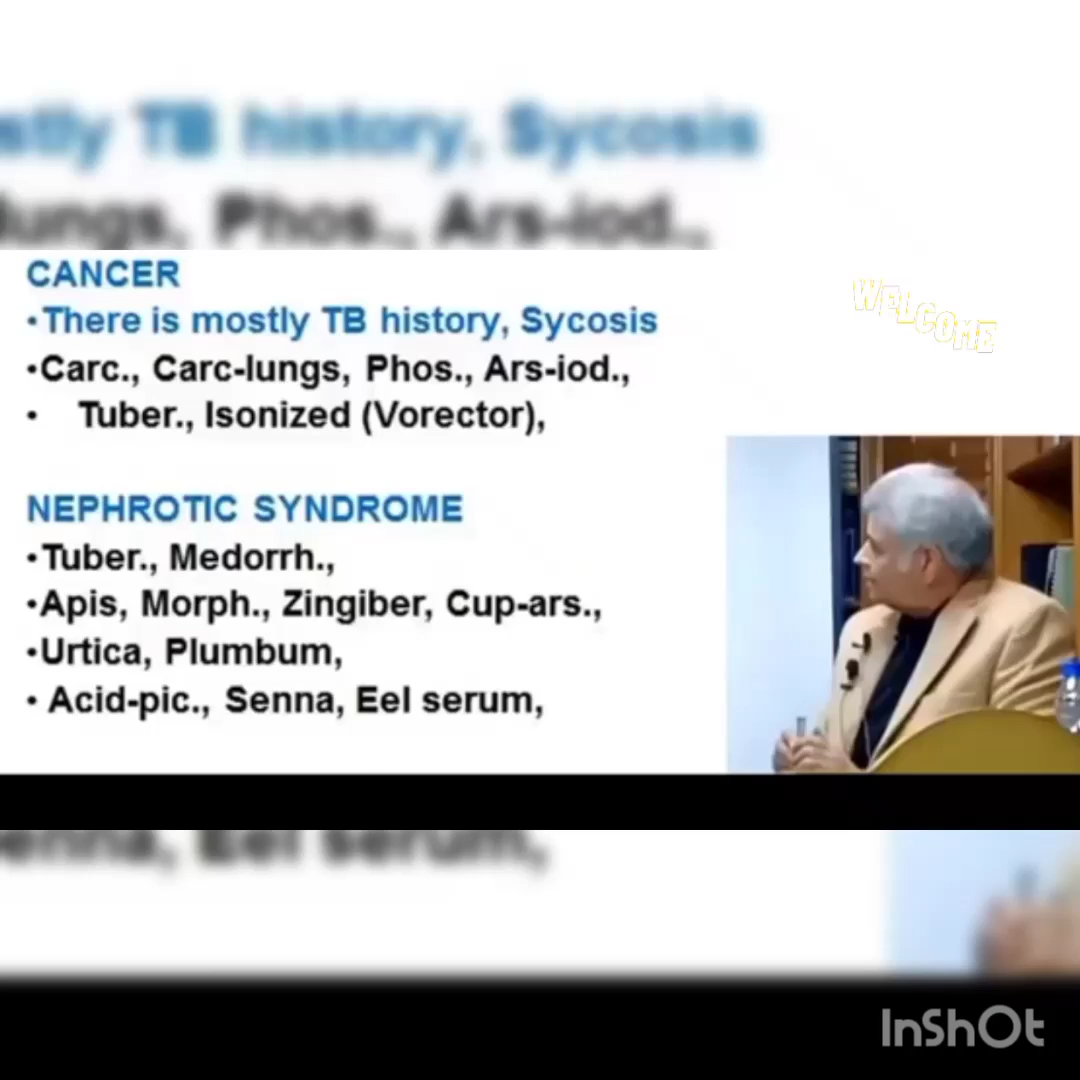 stly TB history, Sycosis
lungs, Phos., Ars-iod.,
CANCER
•There is mostly TB history, Sycosis
•Carc., Carc-lungs, Phos., Ars-iod.,
• Tuber., Isonized (Vorector),
WELCOME
NEPHROTIC SYNDROME
•Tuber., Medorrh.,
•Apis, Morph., Zingiber, Cup-ars.,
•Urtica, Plumbum,
• Acid-pic., Senna, Eel serum,
enna, Eel serum,
InShOt